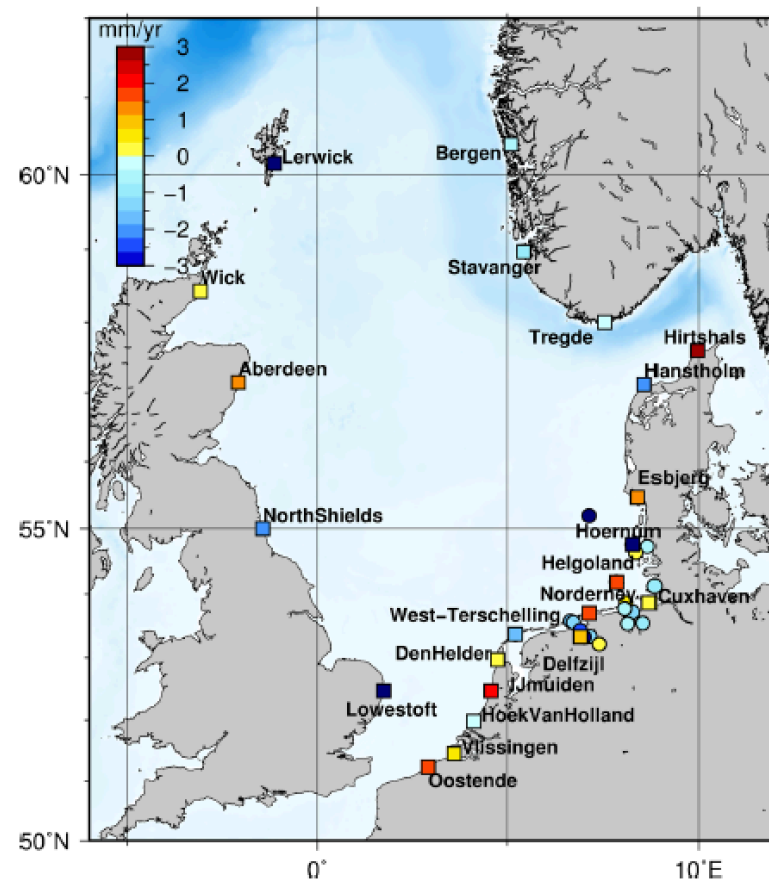 mm/yr
3
2
1
0
−1
−2
−3
Lerwick
Bergen
60˚N
Stavanger
Wick
Tregde
Hirtshals
Hanstholm
Aberdeen
Esbjerg
NorthShields
55˚N
Hoernum
Helgoland
Norderney
Cuxhaven
West−Terschelling
DenHelder
Delfzijl
IJmuiden
Lowestoft
HoekVanHolland
Vlissingen
Oostende
50˚N
0˚
10˚E